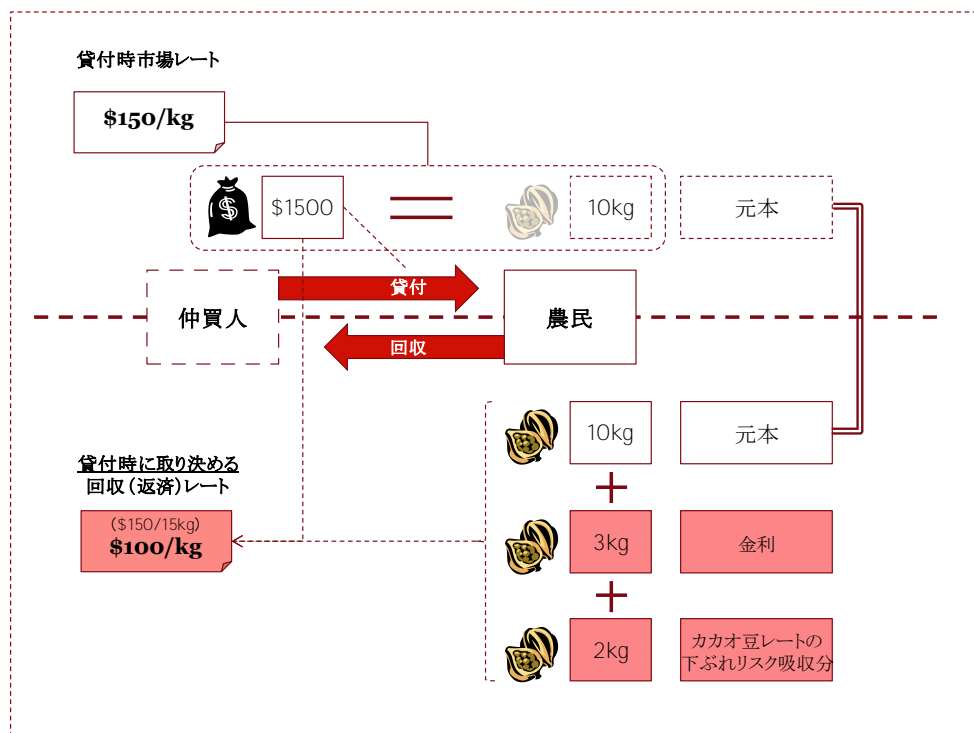 貸付時市場レート
$150/kg
$
$1500
10kg
元本
貸付
仲買人
農民
回収
10kg
元本
貸付時に取り決める
回収（返済）レート
($150/15kg)
$100/kg
3kg
金利
2kg
カカオ豆レートの
下ぶれリスク吸収分